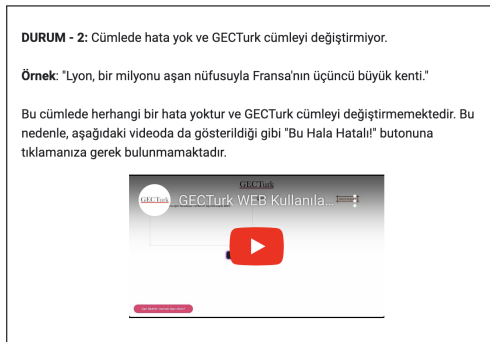 DURUM - 2: Cümlede hata yok ve GECTurk cümleyi değiştirmiyor.
Örnek: "Lyon, bir milyonu aşan nüfusuyla Fransa'nın üçüncü büyük kenti."
Bu cümlede herhangi bir hata yoktur ve GECTurk cümleyi değiştirmemektedir. Bu
nedenle, aşağıdaki videoda da gösterildiği gibi "Bu Hala Hatalı!" butonuna
tıklamanıza gerek bulunmamaktadır.
GECTurk
GECTurk
GECTurk WEB Kullanıla...